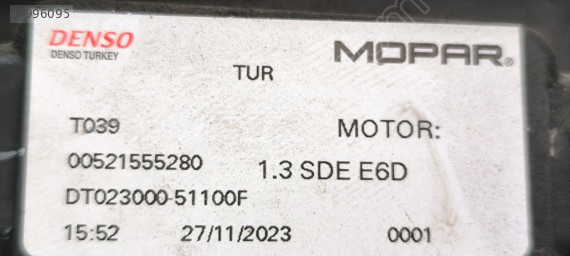 996095
DENSO
DENSO TURKEY
MOPAR®
TUR
T039
MOTOR:
00521555280
1.3 SDE E6D
DT023000-51100F
15:52 27/11/2023 0001